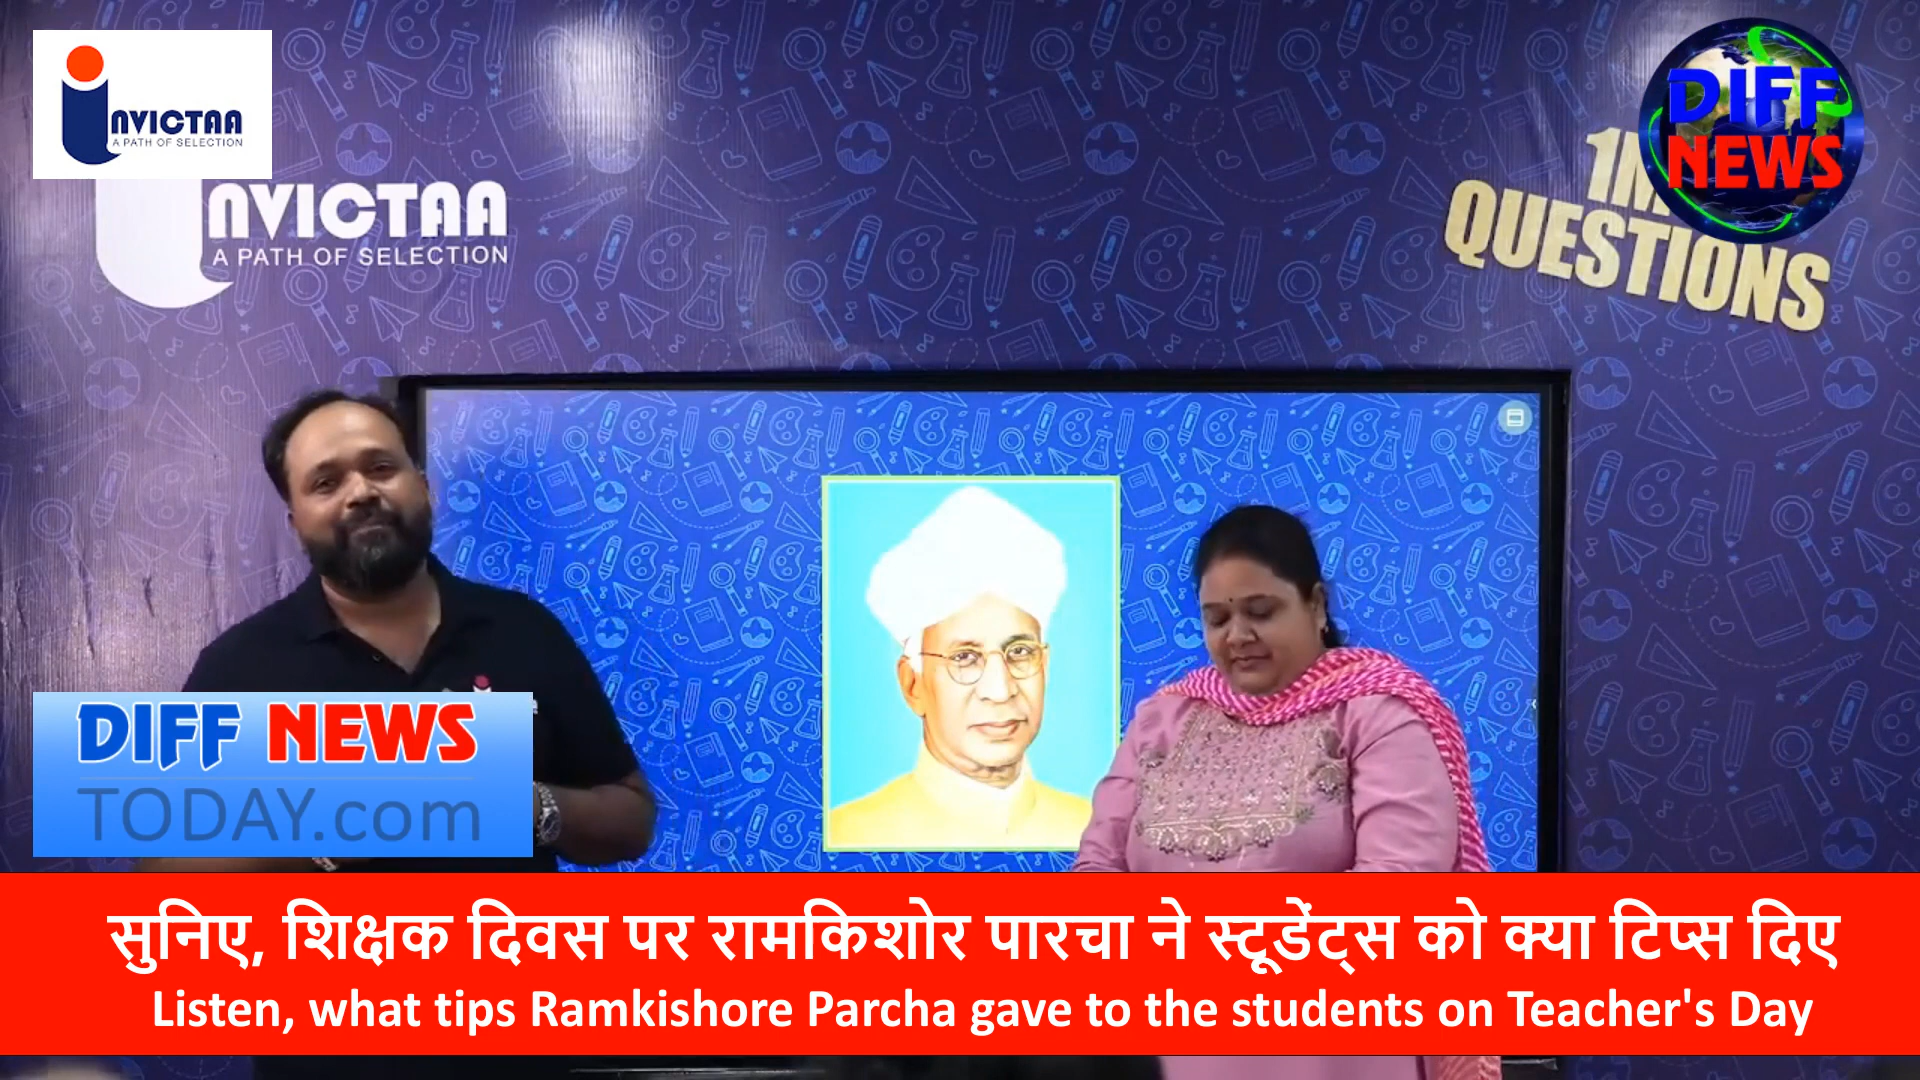 INVICTAA
A PATH OF SELECTION
DIFF
NEWS
NVICTAA
A PATH OF SELECTION
QUESTIONS
DIFF NEWS
TODAY.com
सुनिए, शिक्षक दिवस पर रामकिशोर पारचा ने स्टूडेंट्स को क्या टिप्स दिए
Listen, what tips Ramkishore Parcha gave to the students on Teacher's Day